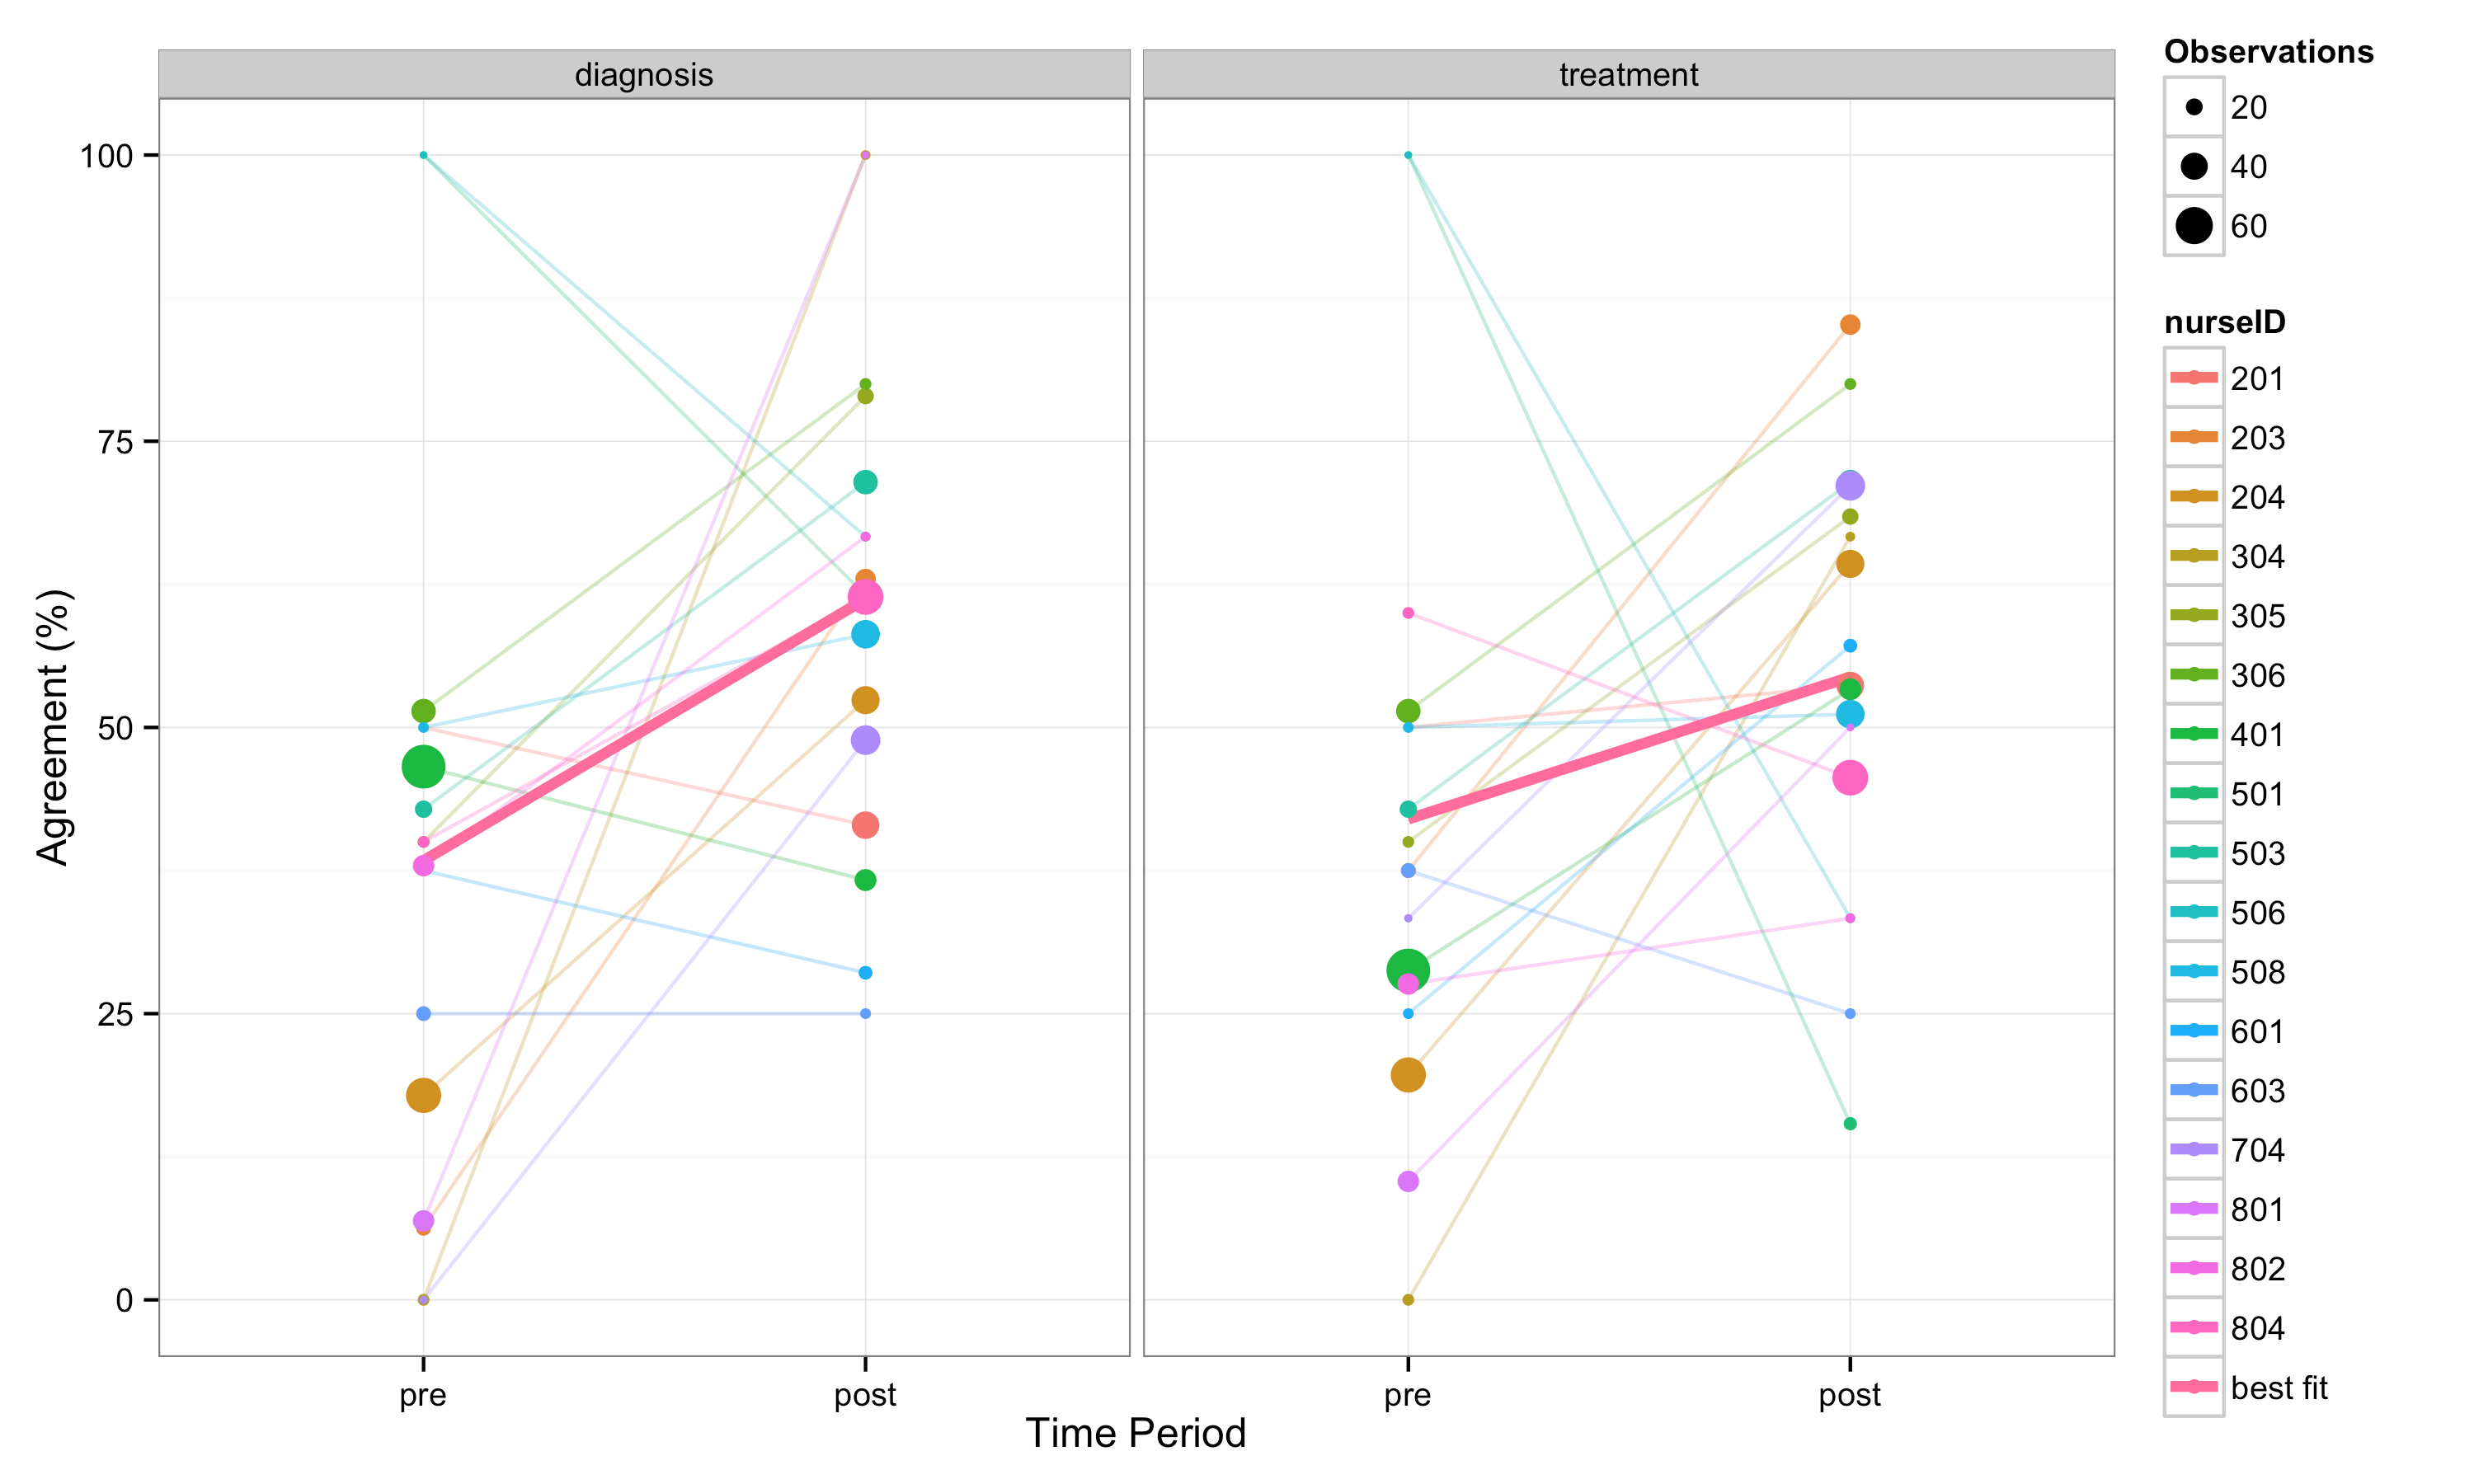 diagnosis
treatment
Agreement (%)
100
75
50
25
0
pre
post
pre
post
Time Period
Observations
20
40
60
nurseID
201
203
204
304
305
306
401
501
503
506
508
601
603
704
801
802
804
best fit